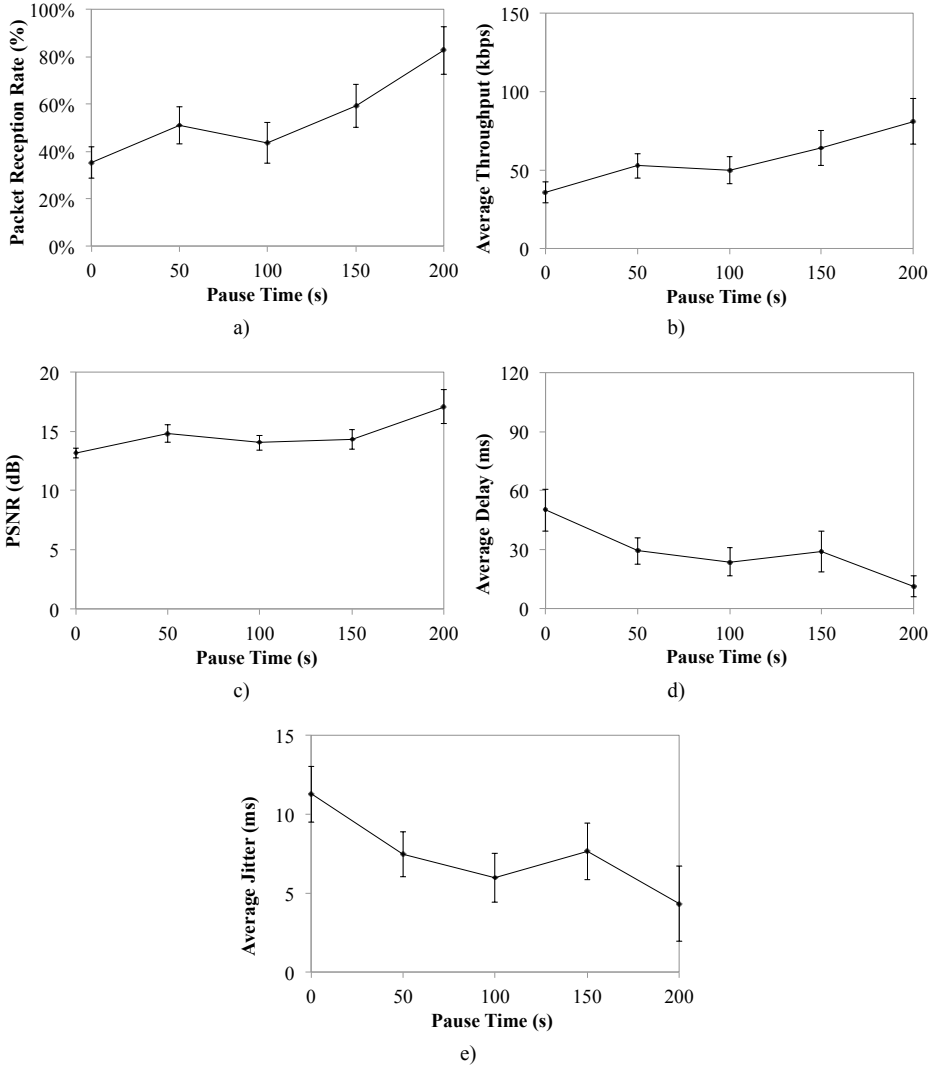 Packet Reception Rate (%)
100%
80%
60%
40%
20%
0%
0 50 100 150 200
Pause Time (s)
a)
Average Throughput (kbps)
150
100
50
0
0 50 100 150 200
Pause Time (s)
b)
PSNR (dB)
20
15
10
5
0
0 50 100 150 200
Pause Time (s)
c)
Average Delay (ms)
120
90
60
30
0
0 50 100 150 200
Pause Time (s)
d)
Average Jitter (ms)
15
10
5
0
0 50 100 150 200
Pause Time (s)
e)